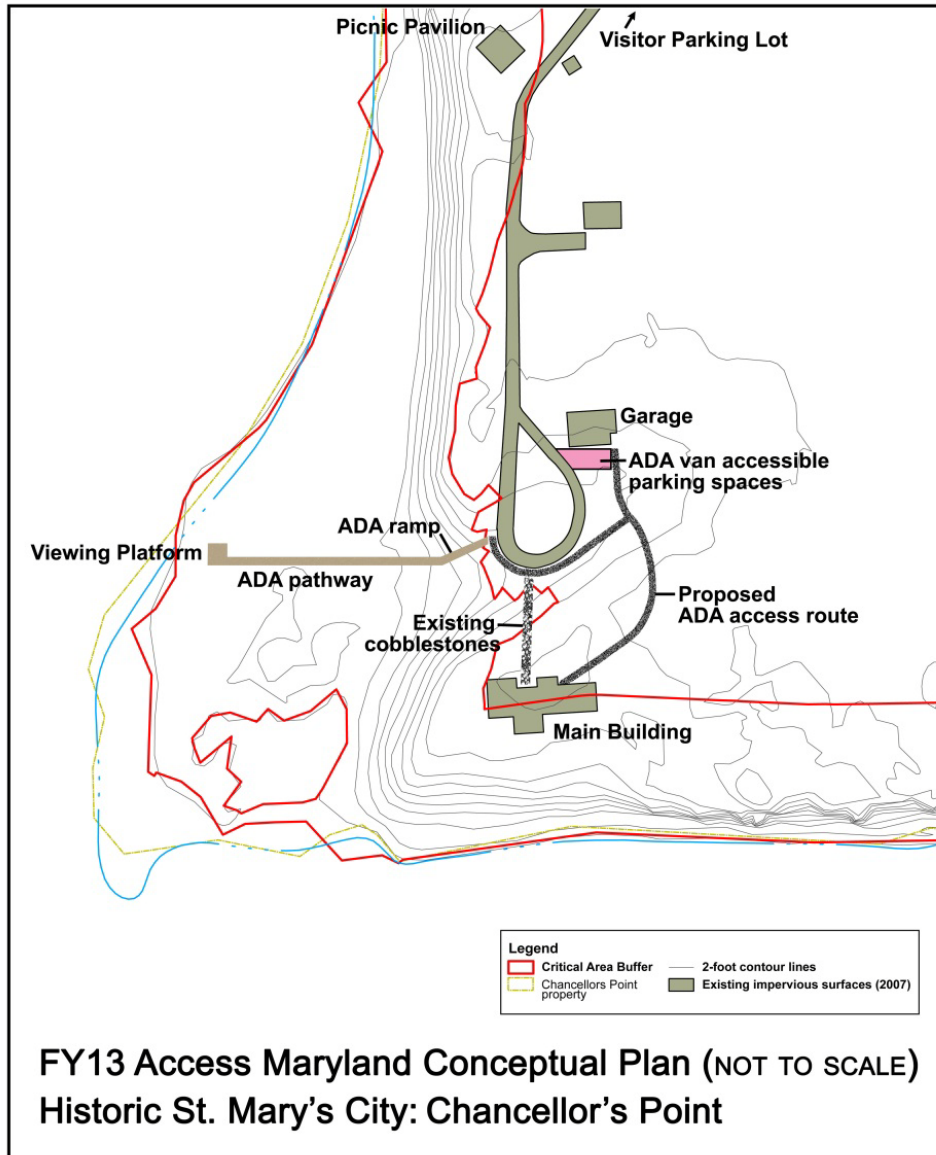 Picnic Pavilion
Visitor Parking Lot
Garage
ADA van accessible
parking spaces
ADA ramp
Viewing Platform
ADA pathway
Existing
cobblestones
Proposed
ADA access route
Main Building
Legend
Critical Area Buffer
2-foot contour lines
Chancellors Point
property
Existing impervious surfaces (2007)
FY13 Access Maryland Conceptual Plan (NOT TO SCALE)
Historic St. Mary's City: Chancellor's Point